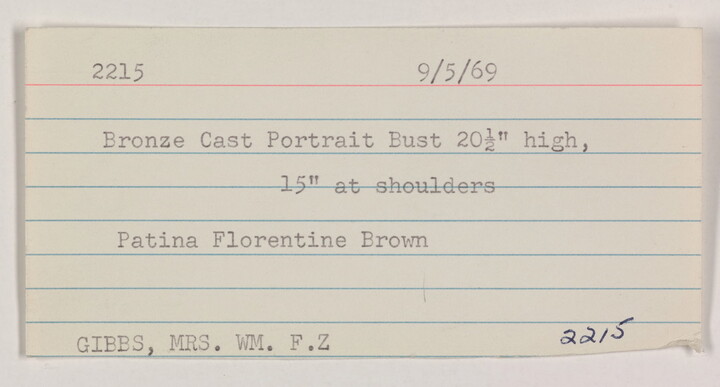 2215 9/5/69
Bronze Cast Portrait Bust 20½" high,
15" at shoulders
Patina Florentine Brown
GIBBS, MRS. WM. F.Z 2215